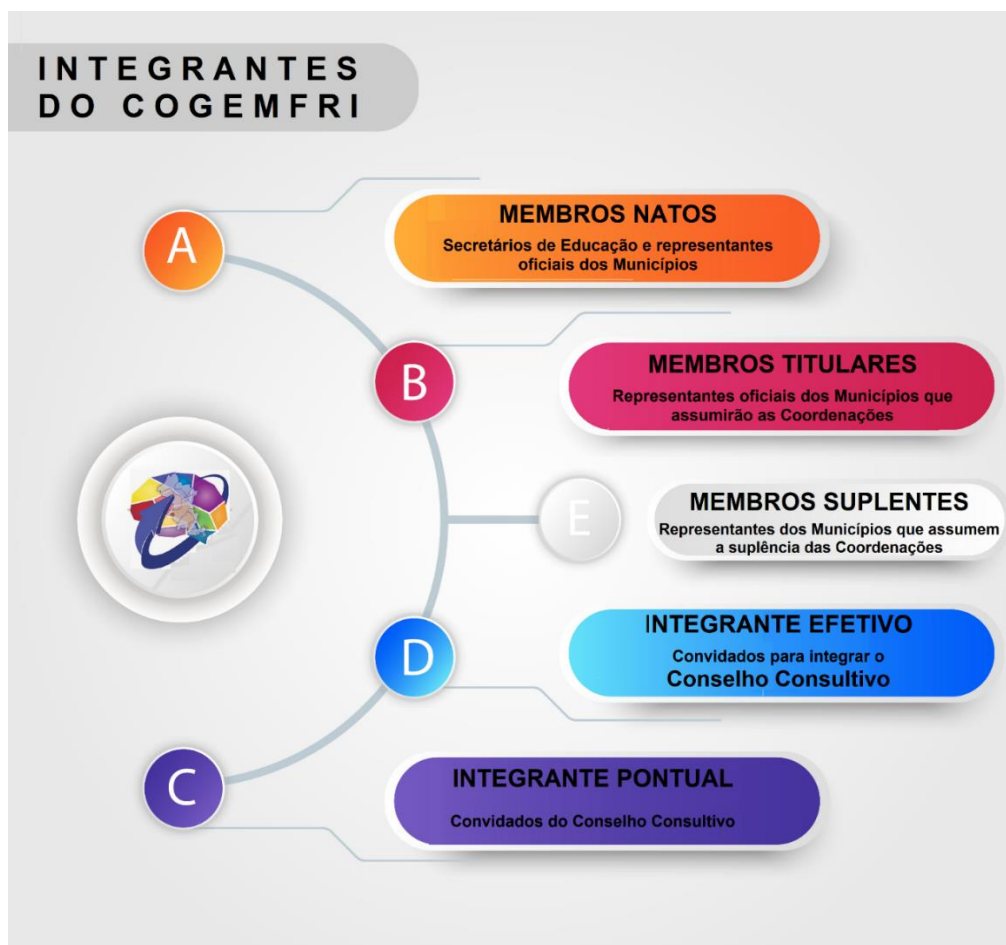 INTEGRANTES
DO COGEMFRI
A
MEMBROS NATOS
Secretários de Educação e representantes
oficiais dos Municípios
B
MEMBROS TITULARES
Representantes oficiais dos Municípios que
assumirão as Coordenações
E
MEMBROS SUPLENTES
Representantes dos Municípios que assumem
a suplência das Coordenações
D
INTEGRANTE EFETIVO
Convidados para integrar o
Conselho Consultivo
C
INTEGRANTE PONTUAL
Convidados do Conselho Consultivo